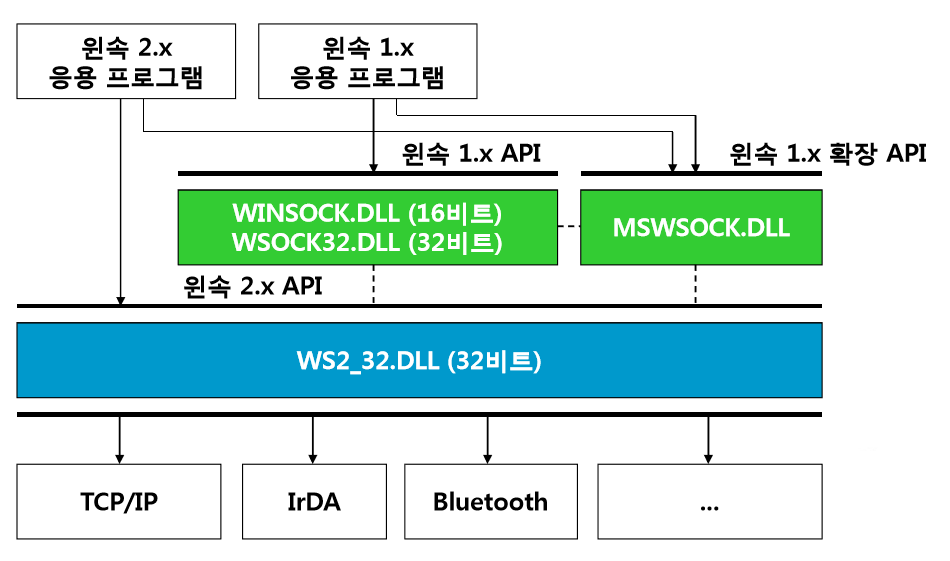 윈속 2.x
응용 프로그램
윈속 1.x
응용 프로그램
윈속 1.x API
윈속 1.x 확장 API
WINSOCK.DLL (16비트)
WSOCK32.DLL (32비트)
MSWSOCK.DLL
윈속 2.x API
WS2_32.DLL (32비트)
TCP/IP
IrDA
Bluetooth
...